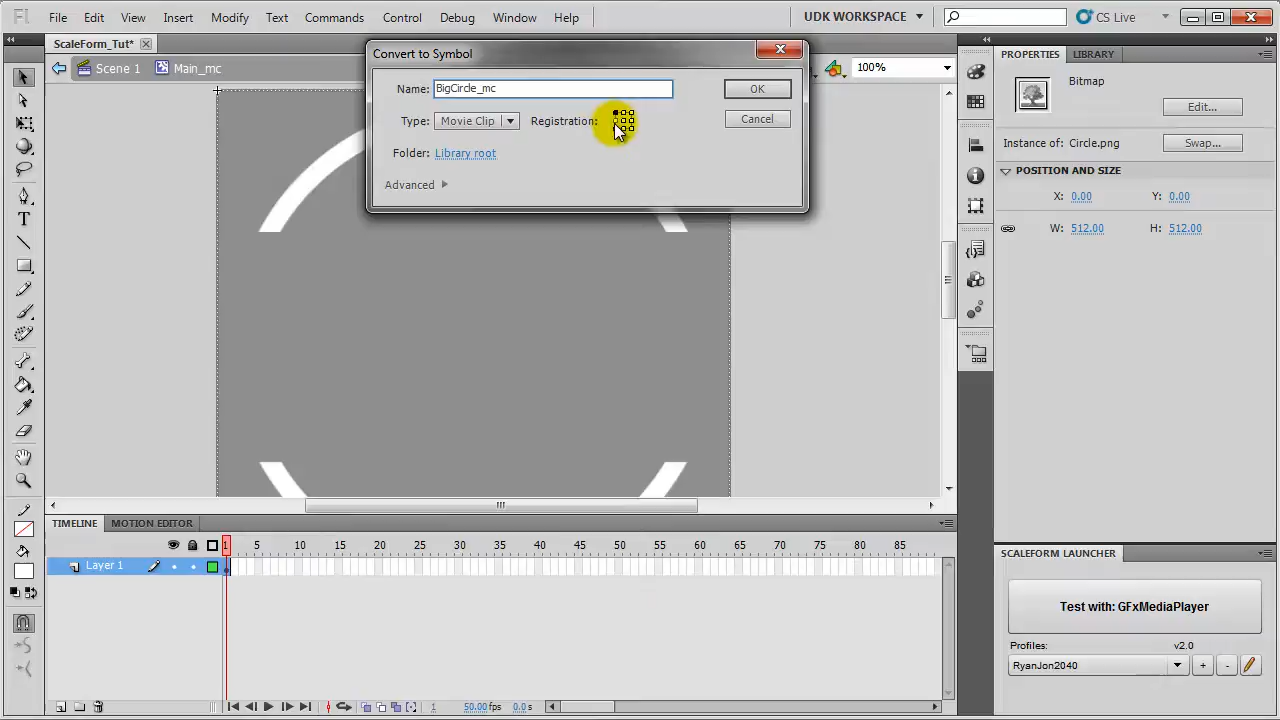 Fl File Edit View Insert Modify Text Commands Control Debug Window Help UDK WORKSPACE CS Live
ScaleForm_Tut*
Scene 1 Main_mc 100%
Convert to Symbol
Name: BigCircle_mc OK
Type: Movie Clip Registration: Cancel
Folder: Library root
Advanced
PROPERTIES LIBRARY
Bitmap
Edit...
Instance of: Circle.png Swap...
POSITION AND SIZE
X: 0.00 Y: 0.00
W: 512.00 H: 512.00
TIMELINE MOTION EDITOR
1 5 10 15 20 25 30 35 40 45 50 55 60 65 70 75 80 85
Layer 1
1 50.00fps 0.0s
SCALEFORM LAUNCHER
Test with: GFxMediaPlayer
Profiles: v2.0
RyanJon2040 + -